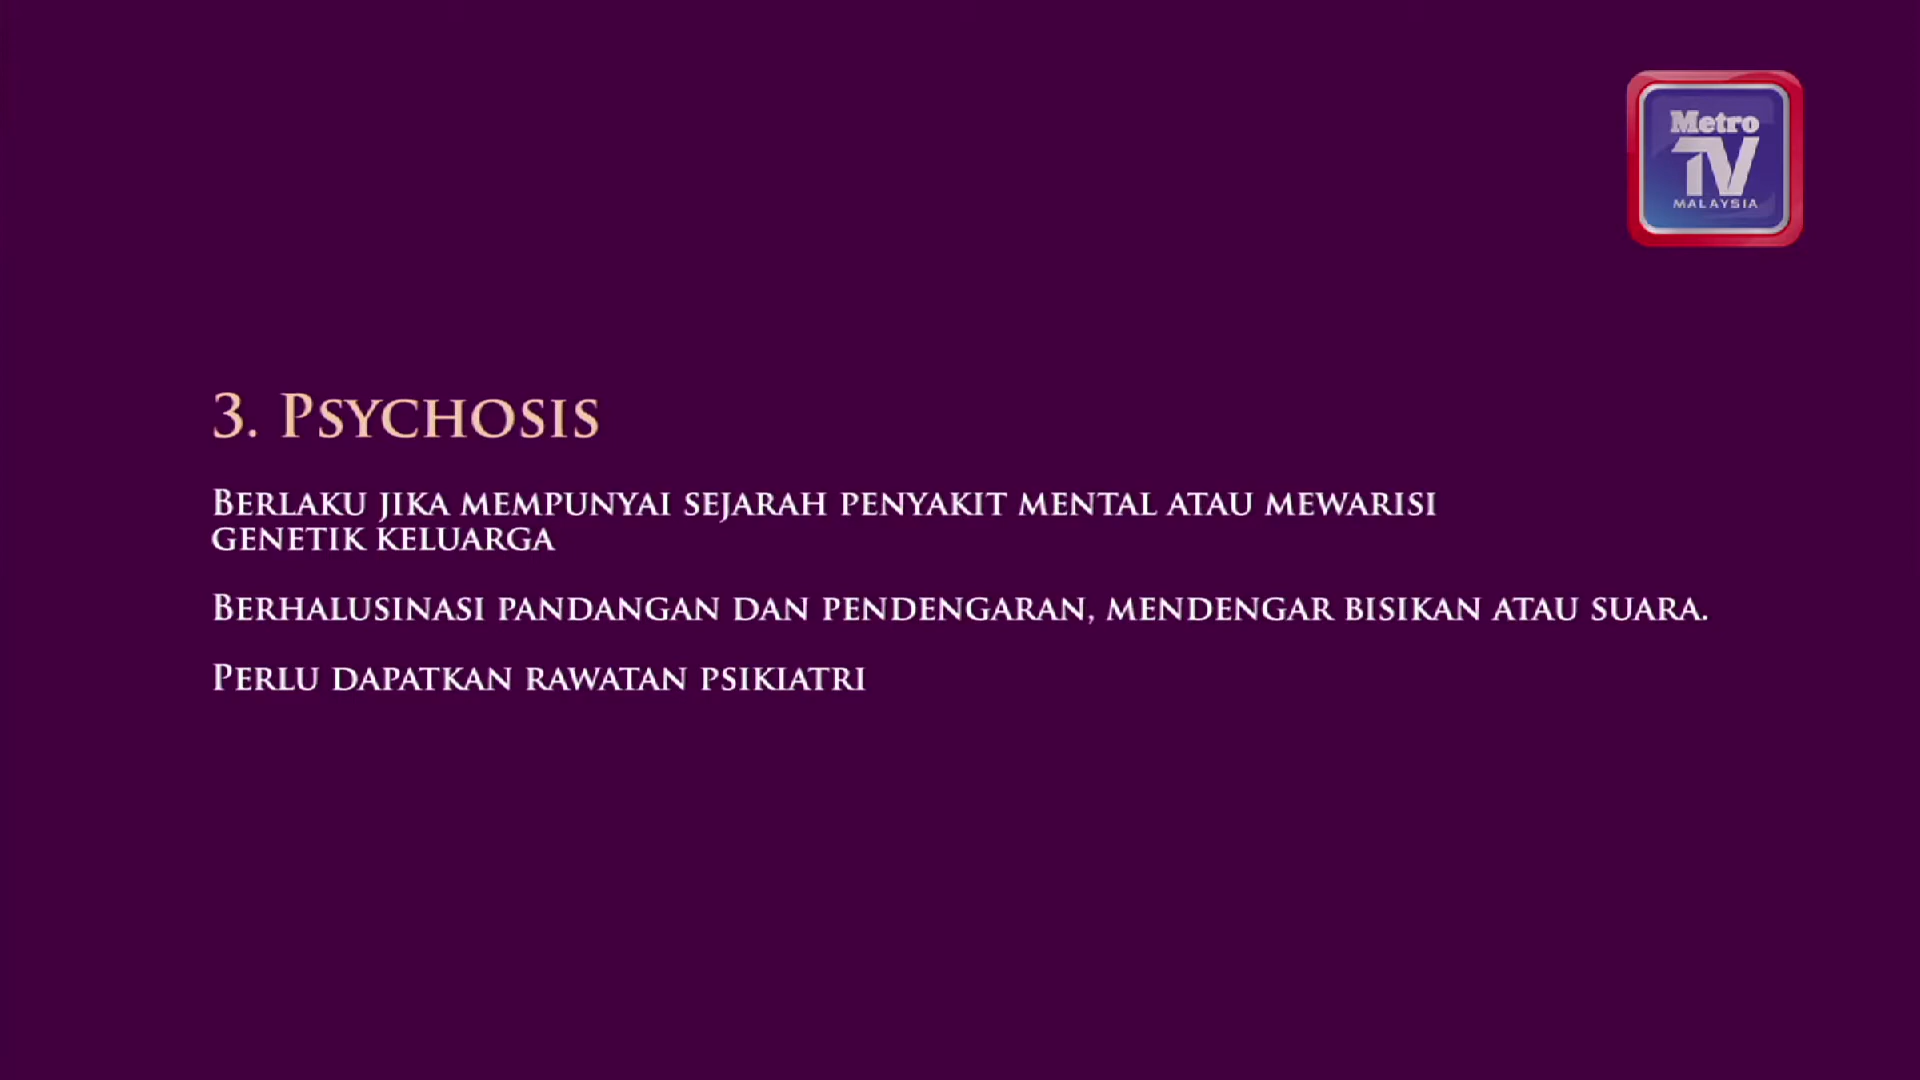 Metro
TV
MALAYSIA
3. Psychosis
Berlaku jika mempunyai sejarah penyakit mental atau mewarisi
genetik keluarga
Berhalusinasi pandangan dan pendengaran, mendengar bisikan atau suara.
Perlu dapatkan rawatan psikiatri